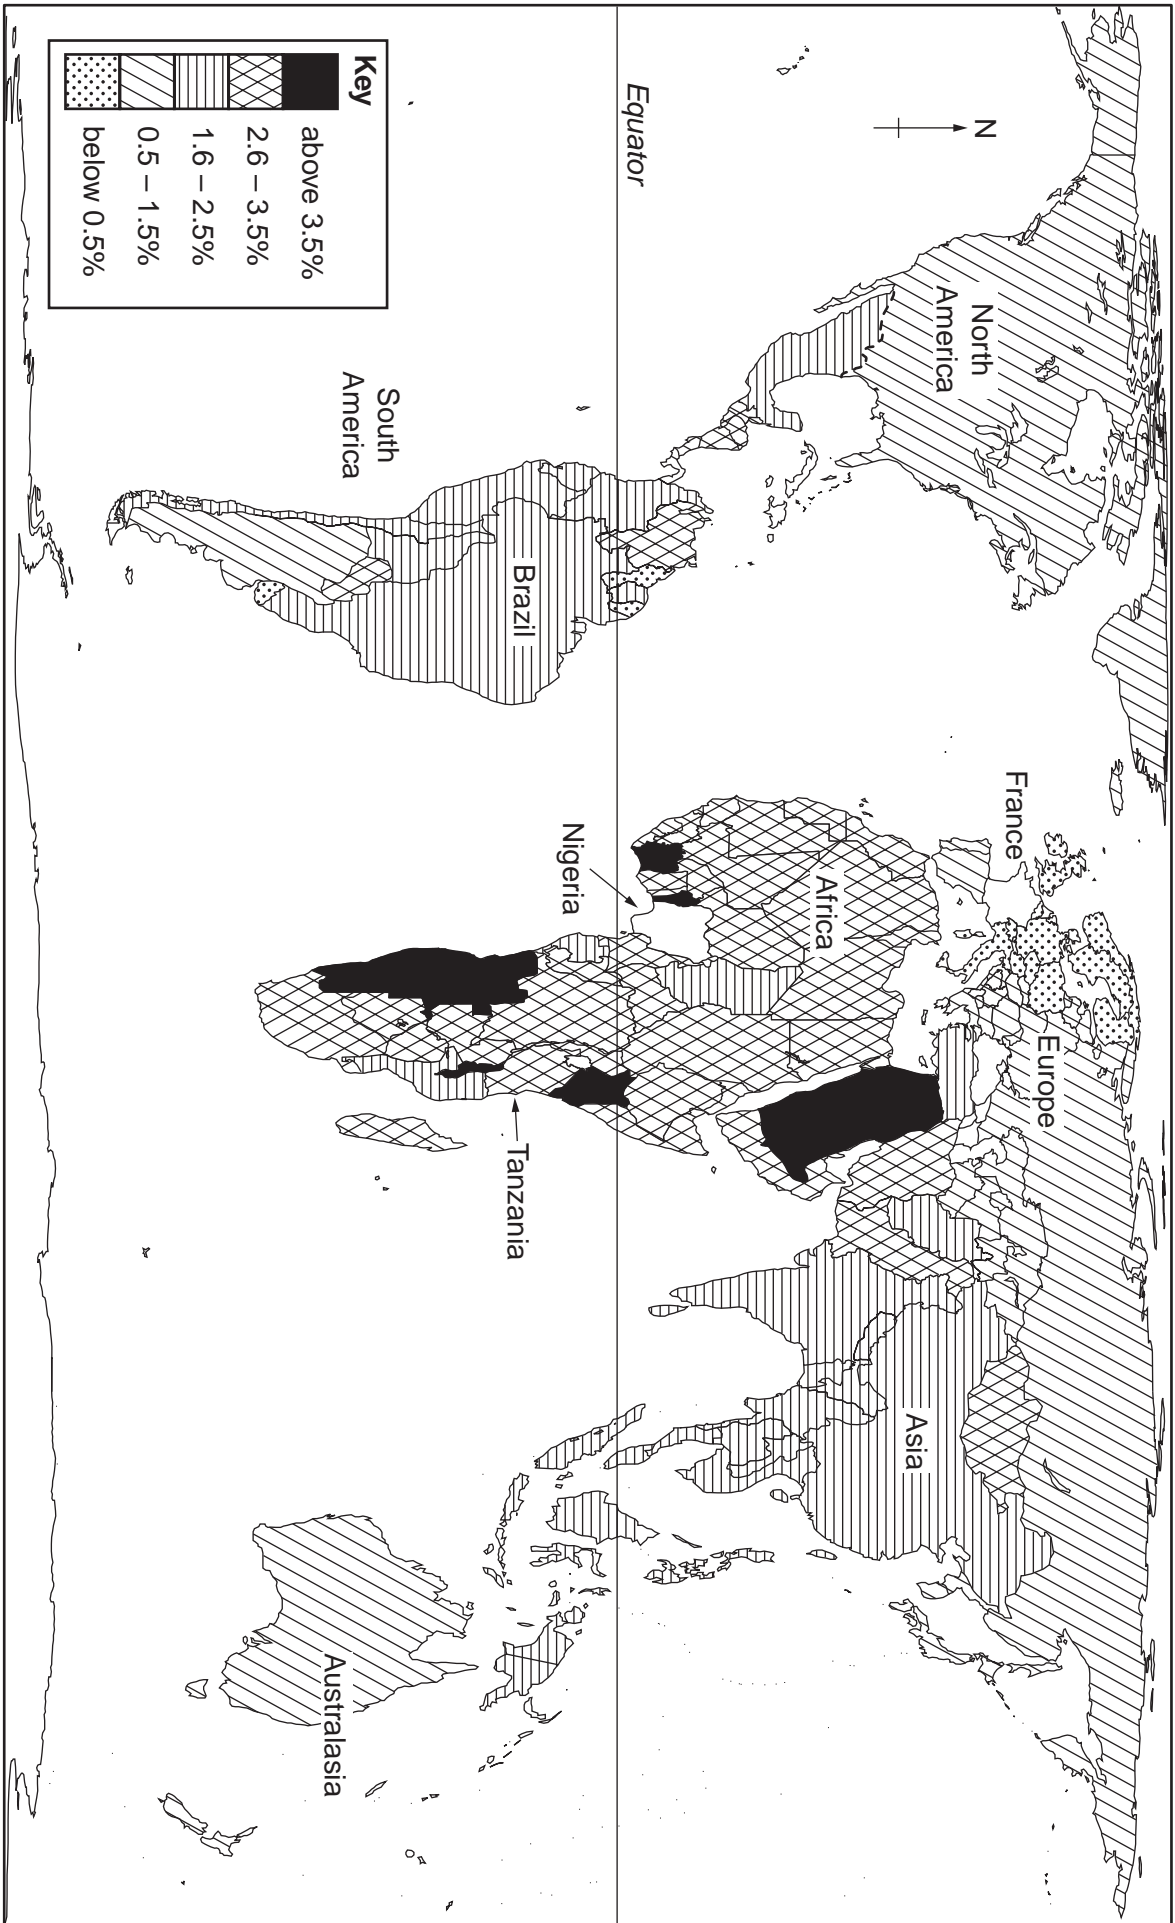 N
North
America
Equator
South
America
Brazil
France
Europe
Africa
Nigeria
Tanzania
Asia
Australasia
Key
above 3.5%
2.6 – 3.5%
1.6 – 2.5%
0.5 – 1.5%
below 0.5%